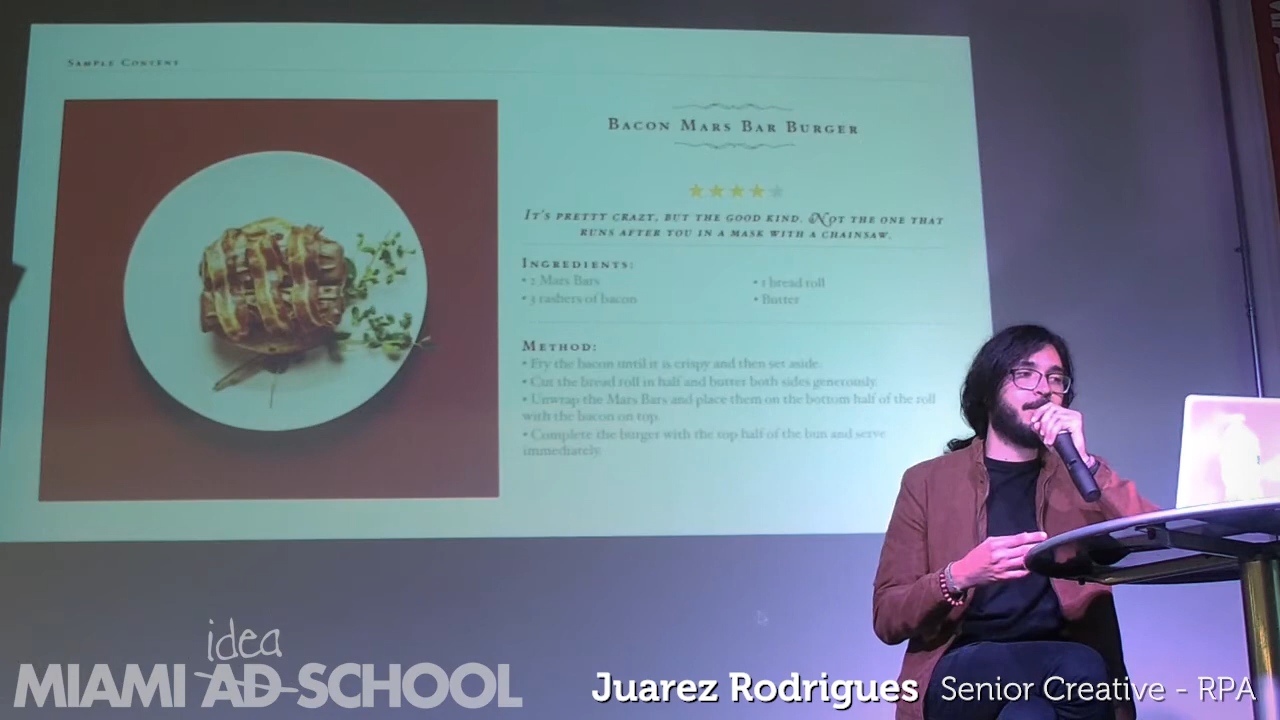 SAMPLE CONTENT
BACON MARS BAR BURGER
IT'S PRETTY CRAZY, BUT THE GOOD KIND. NOT THE ONE THAT
RUNS AFTER YOU IN A MASK WITH A CHAINSAW.
INGREDIENTS:
• 2 Mars Bars
• 3 rashers of bacon
• 1 bread roll
• Butter
METHOD:
• Fry the bacon until it is crispy and then set aside.
• Cut the bread roll in half and butter both sides generously.
• Unwrap the Mars Bars and place them on the bottom half of the roll
with the bacon on top.
• Complete the burger with the top half of the bun and serve
immediately.
idea
MIAMI AD SCHOOL
Juarez Rodrigues Senior Creative - RPA